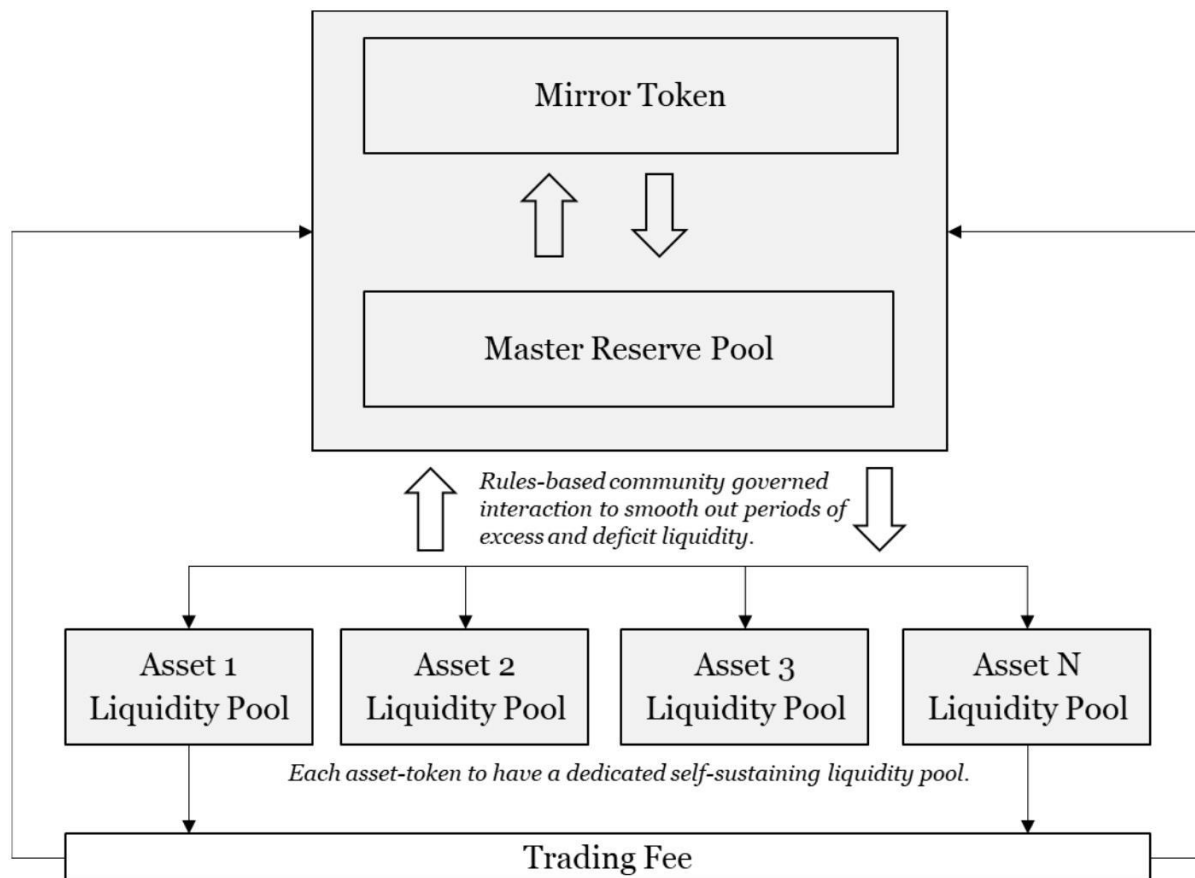 Mirror Token
Master Reserve Pool
Rules-based community governed
interaction to smooth out periods of
excess and deficit liquidity.
Asset 1
Liquidity Pool
Asset 2
Liquidity Pool
Asset 3
Liquidity Pool
Asset N
Liquidity Pool
Each asset-token to have a dedicated self-sustaining liquidity pool.
Trading Fee